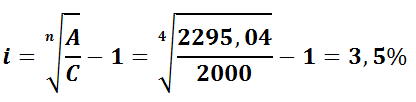 i = ⁿ√(A/C) − 1 = ⁴√(2295,04/2000) − 1 = 3,5%